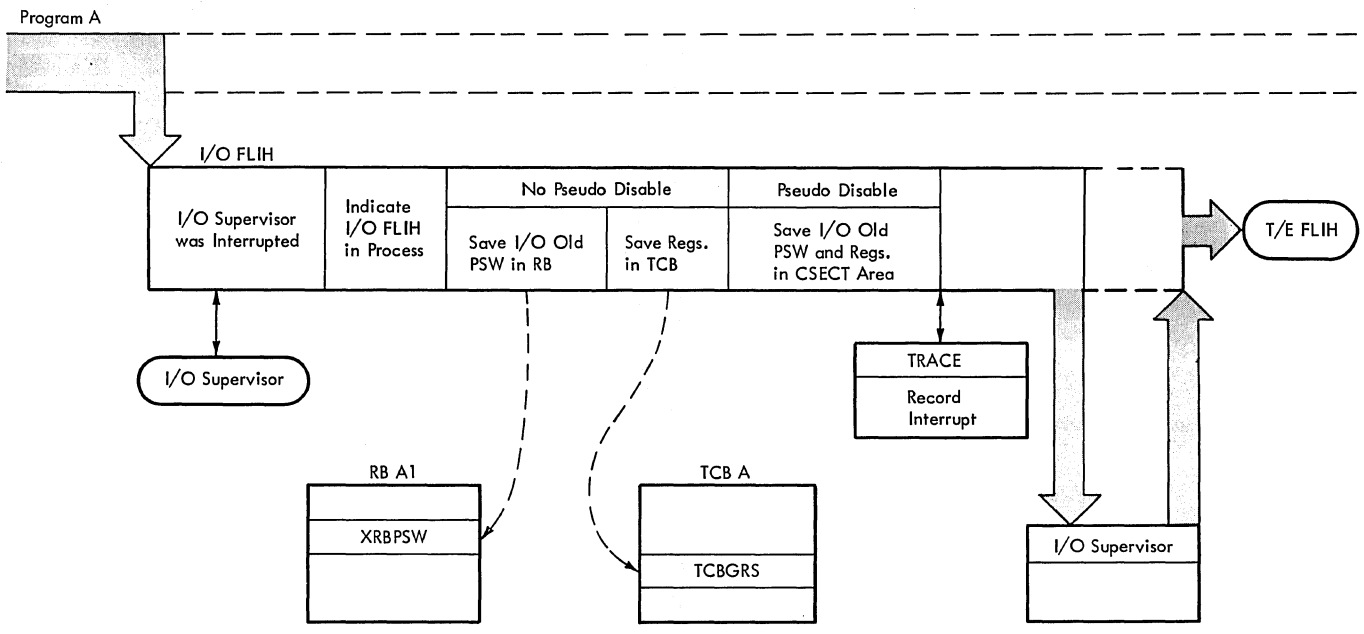 Program A
I/O FLIH
I/O Supervisor
was Interrupted
Indicate
I/O FLIH
in Process
No Pseudo Disable
Save I/O Old
PSW in RB
Save Regs.
in TCB
Pseudo Disable
Save I/O Old
PSW and Regs.
in CSECT Area
T/E FLIH
I/O Supervisor
TRACE
Record
Interrupt
RB A1
XRBPSW
TCB A
TCBGRS
I/O Supervisor